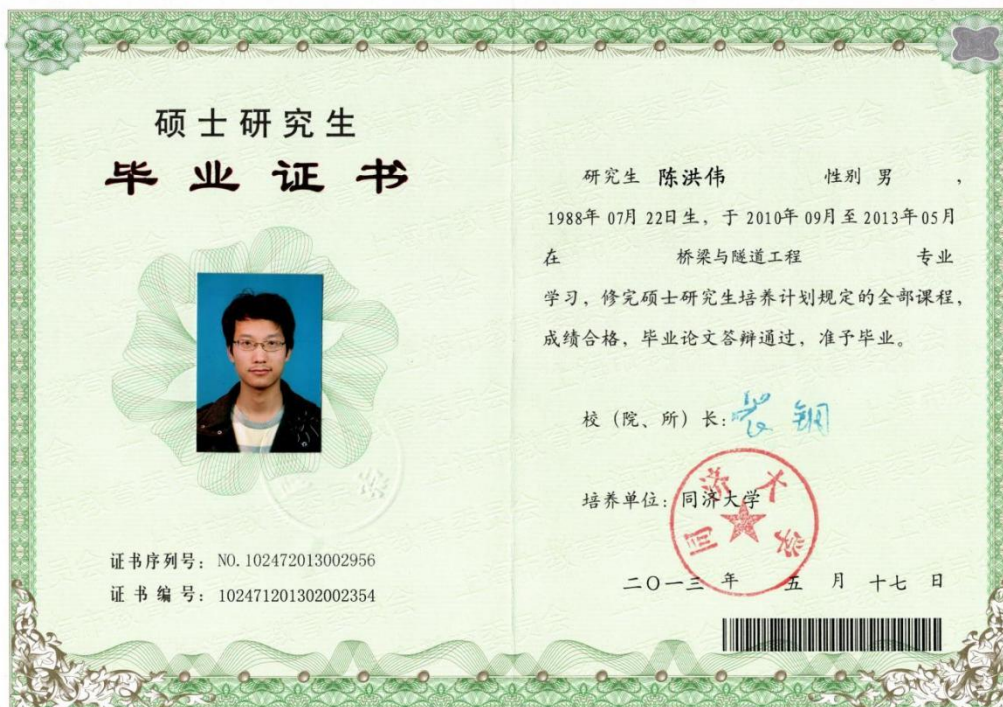 硕士研究生
毕业证书
证书序列号：NO.102472013002956
证书编号：102471201302002354
研究生 陈洪伟 性别 男 ，
1988年 07月 22日生，于 2010年 09月至 2013年 05月
在 桥梁与隧道工程 专业
学习，修完硕士研究生培养计划规定的全部课程，
成绩合格，毕业论文答辩通过，准予毕业。
校（院、所）长：裴钢
培养单位：同济大学
同济大学
二〇一三 年 五 月 十七 日